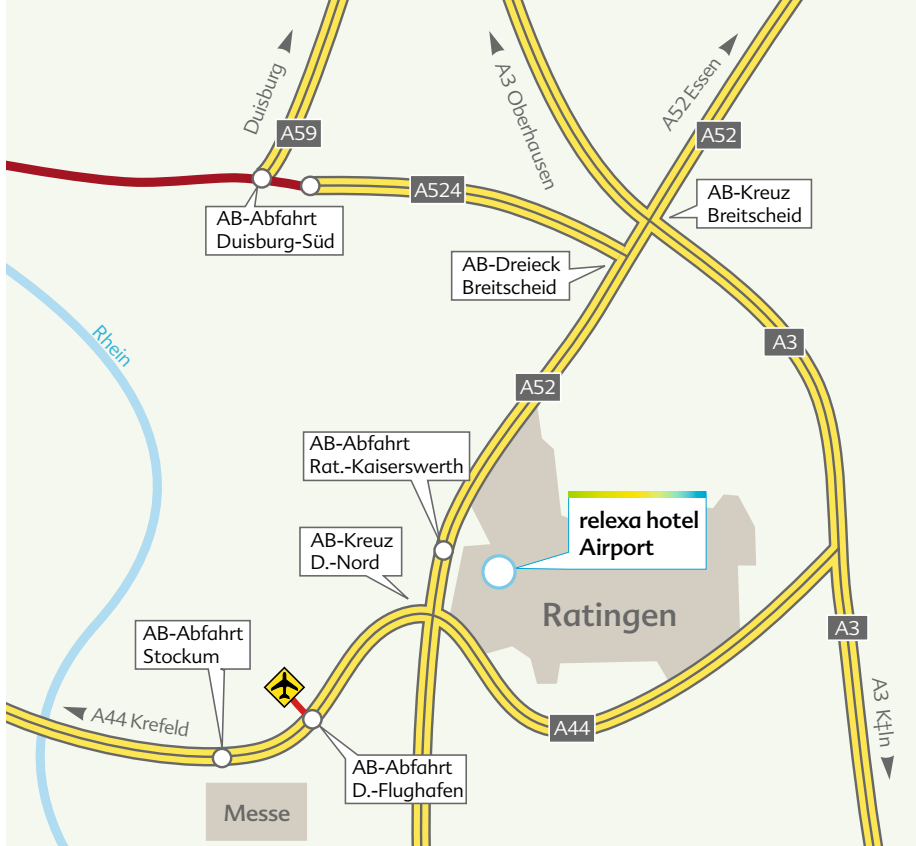 Duisburg
A3 Oberhausen
A52 Essen
A59
A52
A524
AB-Kreuz
Breitscheid
AB-Abfahrt
Duisburg-Süd
AB-Dreieck
Breitscheid
Rhein
A3
A52
AB-Abfahrt
Rat.-Kaiserswerth
relexa hotel
Airport
AB-Kreuz
D.-Nord
Ratingen
AB-Abfahrt
Stockum
A3
A44 Krefeld
A44
A3 K‡ln
AB-Abfahrt
D.-Flughafen
Messe